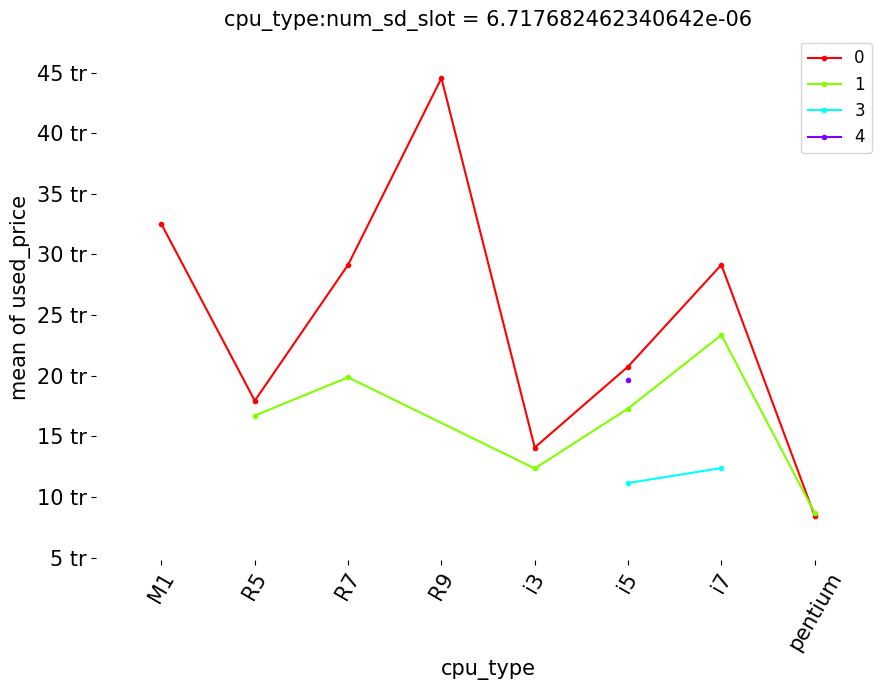 cpu_type:num_sd_slot = 6.717682462340642e-06
0
1
3
4
45 tr
40 tr
35 tr
30 tr
25 tr
20 tr
15 tr
10 tr
5 tr
mean of used_price
M1
R5
R7
R9
i3
i5
i7
pentium
cpu_type